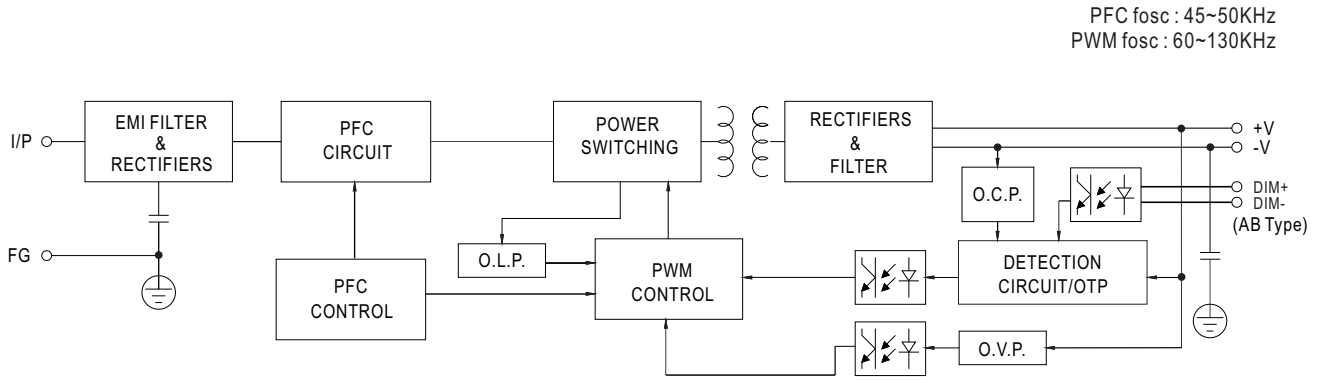 PFC fosc : 45~50KHz
PWM fosc : 60~130KHz
I/P
EMI FILTER
&
RECTIFIERS
PFC
CIRCUIT
POWER
SWITCHING
RECTIFIERS
&
FILTER
+V
-V
O.C.P.
DIM+
DIM-
(AB Type)
FG
O.L.P.
PFC
CONTROL
PWM
CONTROL
DETECTION
CIRCUIT/OTP
O.V.P.